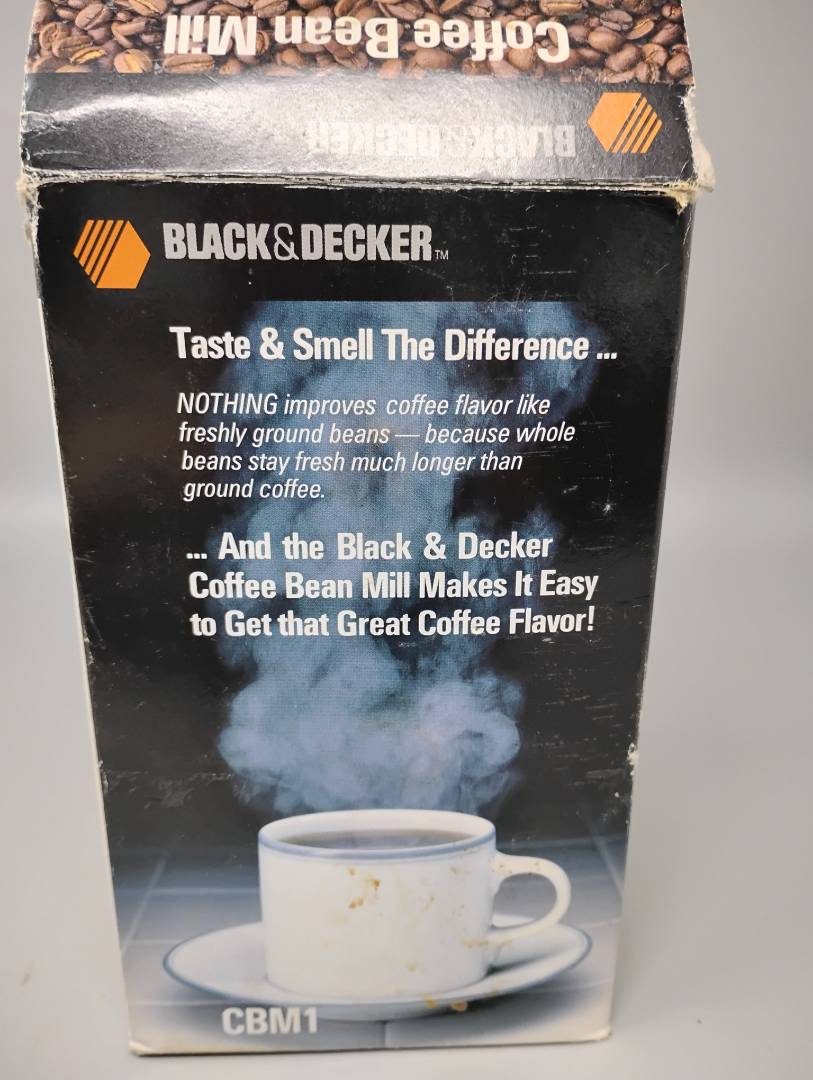 Coffee Bean Mill
BLACK&DECKER
BLACK&DECKER™
Taste & Smell The Difference ...
NOTHING improves coffee flavor like
freshly ground beans — because whole
beans stay fresh much longer than
ground coffee.
... And the Black & Decker
Coffee Bean Mill Makes It Easy
to Get that Great Coffee Flavor!
CBM1